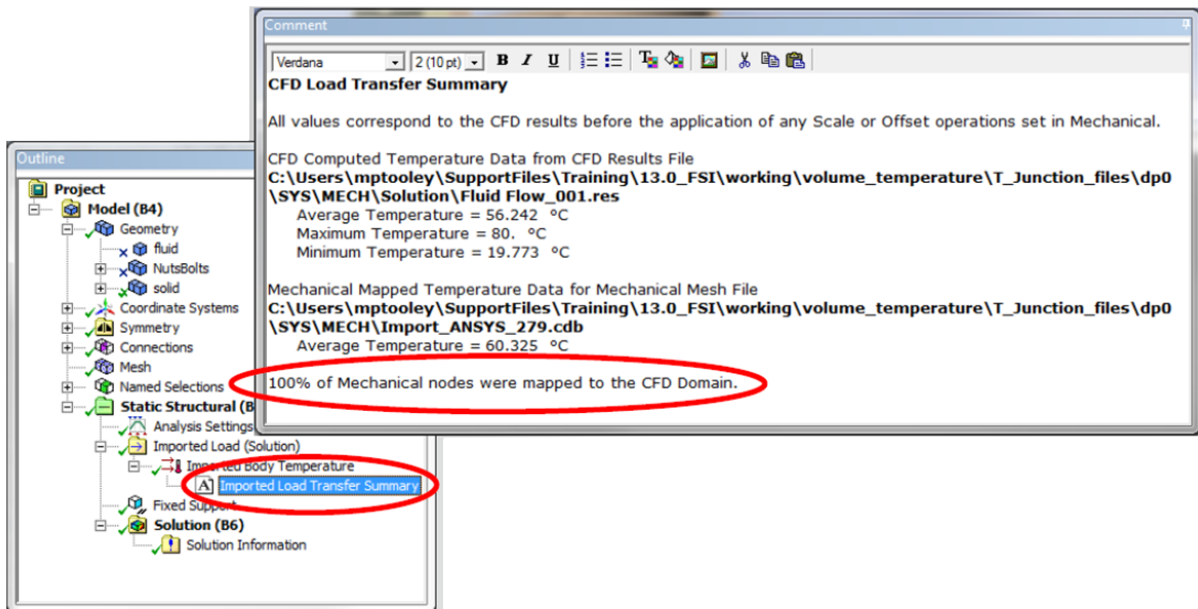 Comment
Verdana
2 (10 pt)
B I U
CFD Load Transfer Summary
All values correspond to the CFD results before the application of any Scale or Offset operations set in Mechanical.
CFD Computed Temperature Data from CFD Results File
C:\Users\mptooley\SupportFiles\Training\13.0_FSI\working\volume_temperature\T_Junction_files\dp0
\SYS\MECH\Solution\Fluid Flow_001.res
Average Temperature = 56.242 °C
Maximum Temperature = 80. °C
Minimum Temperature = 19.773 °C
Mechanical Mapped Temperature Data for Mechanical Mesh File
C:\Users\mptooley\SupportFiles\Training\13.0_FSI\working\volume_temperature\T_Junction_files\dp0
\SYS\MECH\Import_ANSYS_279.cdb
Average Temperature = 60.325 °C
100% of Mechanical nodes were mapped to the CFD Domain.
Outline
Project
Model (B4)
Geometry
fluid
NutsBolts
solid
Coordinate Systems
Symmetry
Connections
Mesh
Named Selections
Static Structural (B
Analysis Settings
Imported Load (Solution)
Imported Body Temperature
A Imported Load Transfer Summary
Fixed Support
Solution (B6)
Solution Information